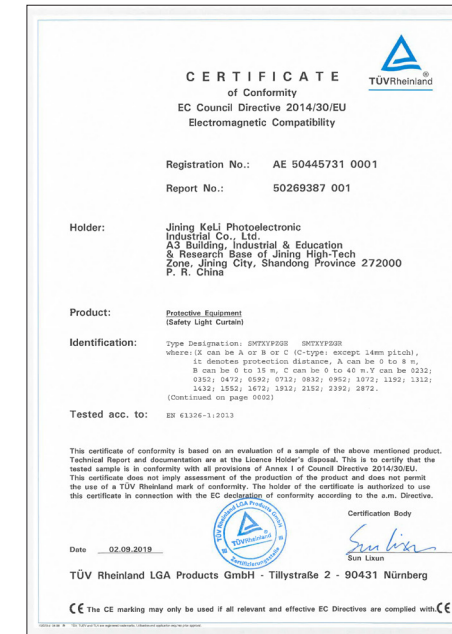 TÜVRheinland®
CERTIFICATE
of Conformity
EC Council Directive 2014/30/EU
Electromagnetic Compatibility
Registration No.: AE 50445731 0001
Report No.: 50269387 001
Holder: Jining KeLi Photoelectronic
Industrial Co., Ltd.
A3 Building, Industrial & Education
& Research Base of Jining High-Tech
Zone, Jining City, Shandong Province 272000
P. R. China
Product: Protective Equipment
(Safety Light Curtain)
Identification: Type Designation: SMTXYPZGH SMTXYPZGR
where:(X can be A or B or C (C-type: except 14mm pitch),
it denotes protection distance, A can be 0 to 8 m,
B can be 0 to 15 m, C can be 0 to 40 m.Y can be 0232;
0352; 0472; 0592; 0712; 0832; 0952; 1072; 1192; 1312;
1432; 1552; 1672; 1912; 2152; 2392; 2872.
(Continued on page 0002)
Tested acc. to: EN 61326-1:2013
This certificate of conformity is based on an evaluation of a sample of the above mentioned product.
Technical Report and documentation are at the Licence Holder's disposal. This is to certify that the
tested sample is in conformity with all provisions of Annex I of Council Directive 2014/30/EU.
This certificate does not imply assessment of the production of the product and does not permit
the use of a TÜV Rheinland mark of conformity. The holder of the certificate is authorized to use
this certificate in connection with the EC declaration of conformity according to the a.m. Directive.
Certification Body
TÜV Rheinland LGA Products GmbH
TÜVRheinland
Zertifizierungsstelle
Date 02.09.2019
Sun Lixun
TÜV Rheinland LGA Products GmbH - Tillystraße 2 - 90431 Nürnberg
CE The CE marking may only be used if all relevant and effective EC Directives are complied with. CE